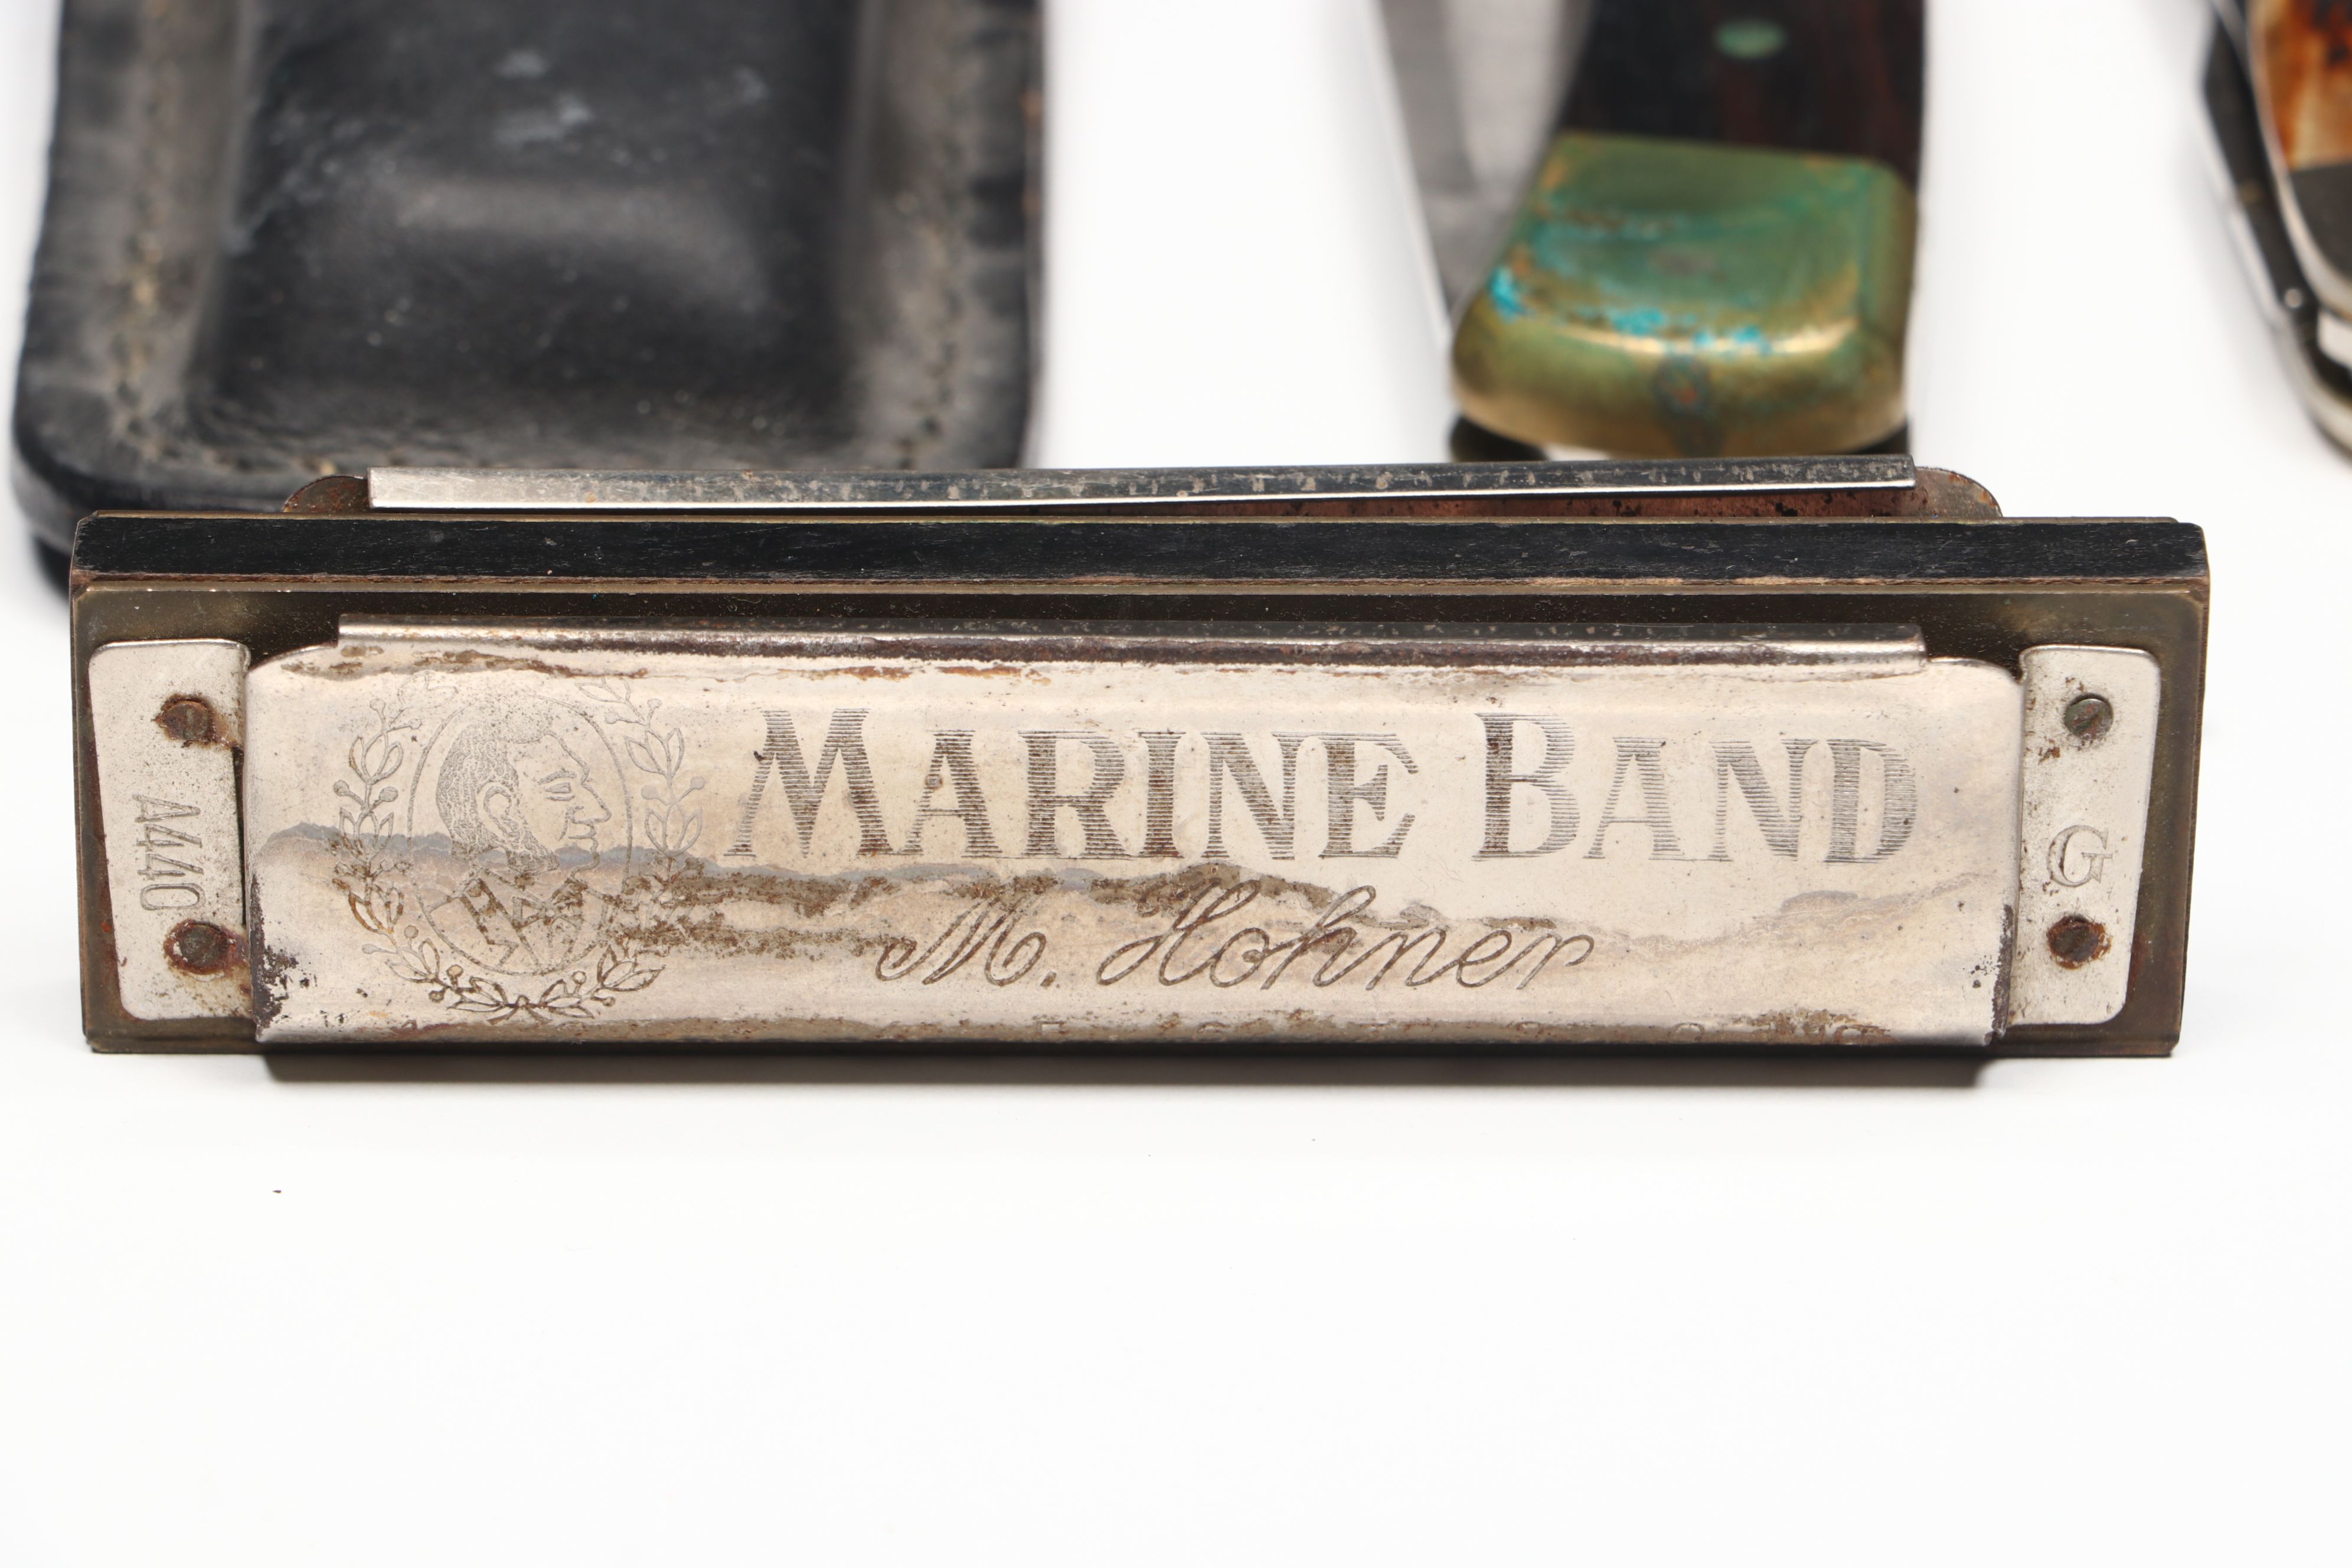 MARINE BAND
M. Hohner
A440
G